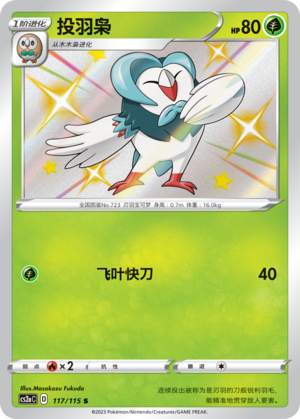 1阶进化
投羽枭
HP80
从木木枭进化
全国图鉴No.723 刃羽宝可梦 身高：0.7m 体重：16.0kg
飞叶快刀 40
弱点 ×2 抵抗力 撤退
Illus.Masakazu Fukuda
CS2aC D 117/115 S
连续投出被称为是刃羽的刀般锐利羽毛，
能精准地贯穿敌人要害。
©2023 Pokémon/Nintendo/Creatures/GAME FREAK.